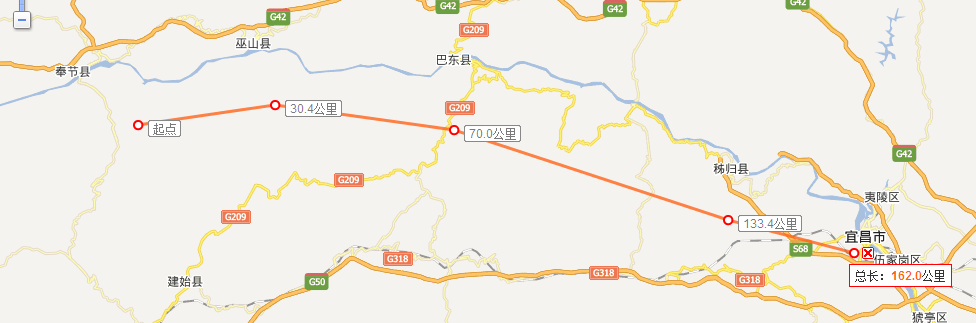 G42
G42
G42
G42
G209
巫山县
巴东县
奉节县
G209
30.4公里
起点
70.0公里
G42
秭归县
G209
夷陵区
G209
133.4公里
宜昌市
S68
G318
伍家岗区
G318
总长：162.0公里
建始县
G50
G318
猇亭区